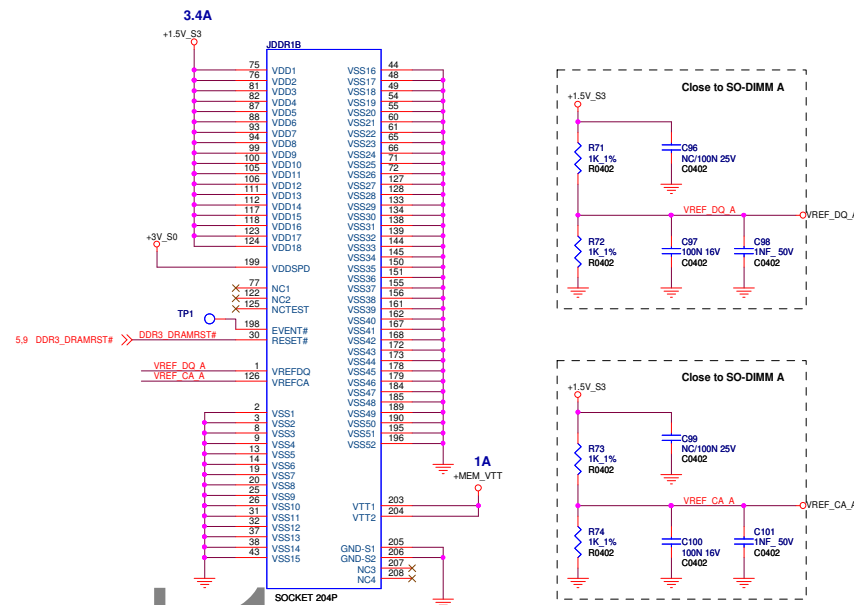 3.4A
+1.5V_S3
JDDR1B
75 VDD1 VSS16 44
76 VDD2 VSS17 48
81 VDD3 VSS18 49
82 VDD4 VSS19 54
87 VDD5 VSS20 55
88 VDD6 VSS21 60
93 VDD7 VSS22 61
94 VDD8 VSS23 65
99 VDD9 VSS24 66
100 VDD10 VSS25 71
105 VDD11 VSS26 72
106 VDD12 VSS27 127
111 VDD13 VSS28 128
112 VDD14 VSS29 133
117 VDD15 VSS30 134
118 VDD16 VSS31 138
123 VDD17 VSS32 139
124 VDD18 VSS33 144
VSS34 145
+3V_S0
199 VDDSPD VSS35 150
VSS36 151
77 NC1 VSS37 155
122 NC2 VSS38 156
125 NCTEST VSS39 161
VSS40 162
TP1
198 EVENT# VSS41 167
5,9 DDR3_DRAMRST# DDR3_DRAMRST# 30 RESET# VSS42 168
VSS43 172
VSS44 173
VREF_DQ_A 1 VREFDQ VSS45 178
VREF_CA_A 126 VREFCA VSS46 179
VSS47 184
VSS48 185
2 VSS1 VSS49 189
3 VSS2 VSS50 190
8 VSS3 VSS51 195
9 VSS4 VSS52 196
13 VSS5
14 VSS6
19 VSS7
20 VSS8
25 VSS9
26 VSS10
31 VSS11
32 VSS12
37 VSS13
38 VSS14
43 VSS15
1A
+MEM_VTT
VTT1 203
VTT2 204
GND-S1 205
GND-S2 206
NC3 207
NC4 208
SOCKET 204P
Close to SO-DIMM A
+1.5V_S3
R71
1K_1%
R0402
C96
NC/100N 25V
C0402
VREF_DQ_A
VREF_DQ_A
R72
1K_1%
R0402
C97
100N 16V
C0402
C98
1NF_ 50V
C0402
Close to SO-DIMM A
+1.5V_S3
R73
1K_1%
R0402
C99
NC/100N 25V
C0402
VREF_CA_A
VREF_CA_A
R74
1K_1%
R0402
C100
100N 16V
C0402
C101
1NF_ 50V
C0402